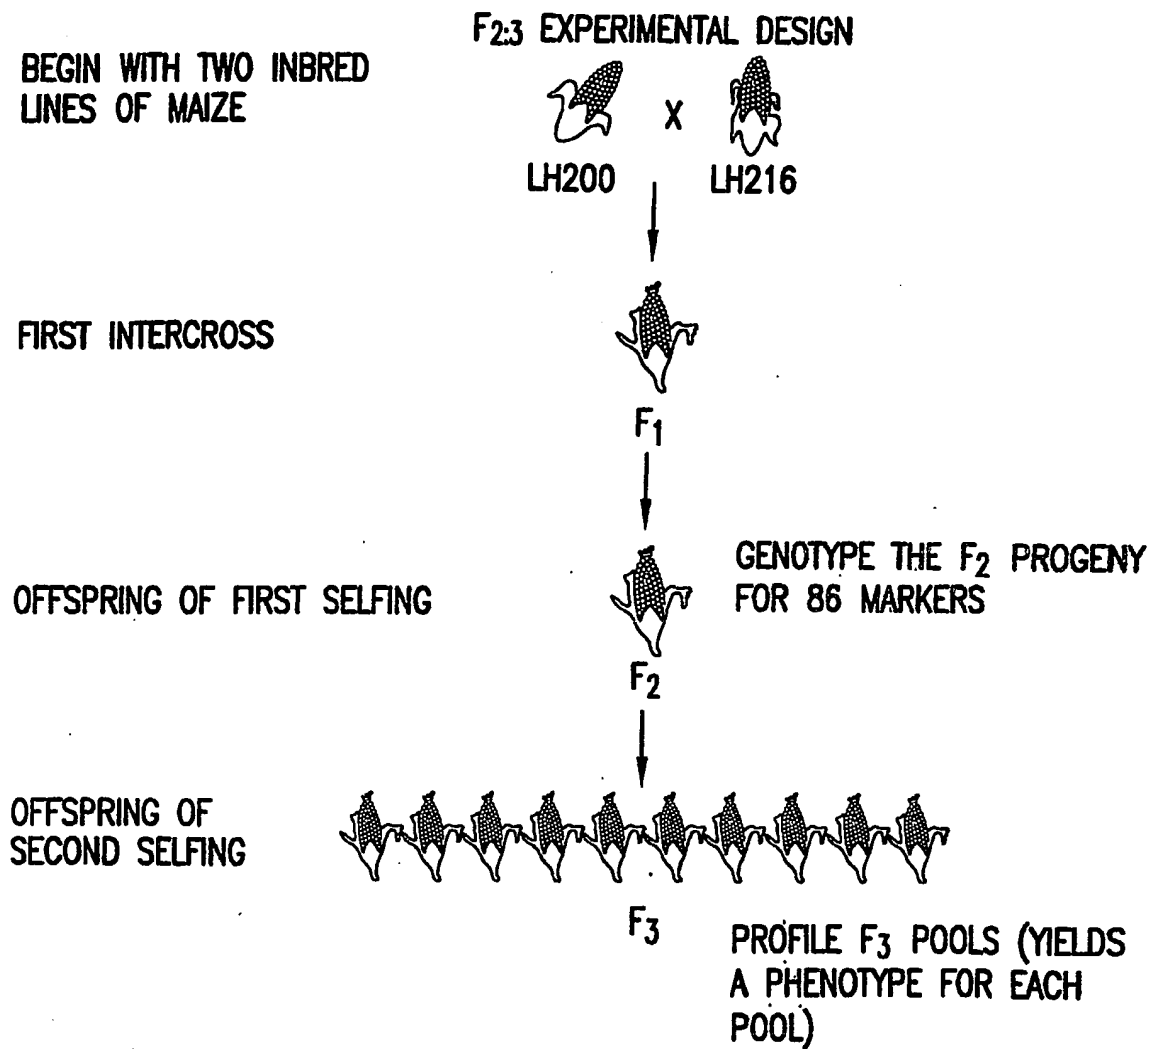 F2:3 EXPERIMENTAL DESIGN
BEGIN WITH TWO INBRED
LINES OF MAIZE
X
LH200
LH216
FIRST INTERCROSS
F1
GENOTYPE THE F2 PROGENY
FOR 86 MARKERS
OFFSPRING OF FIRST SELFING
F2
OFFSPRING OF
SECOND SELFING
F3
PROFILE F3 POOLS (YIELDS
A PHENOTYPE FOR EACH
POOL)